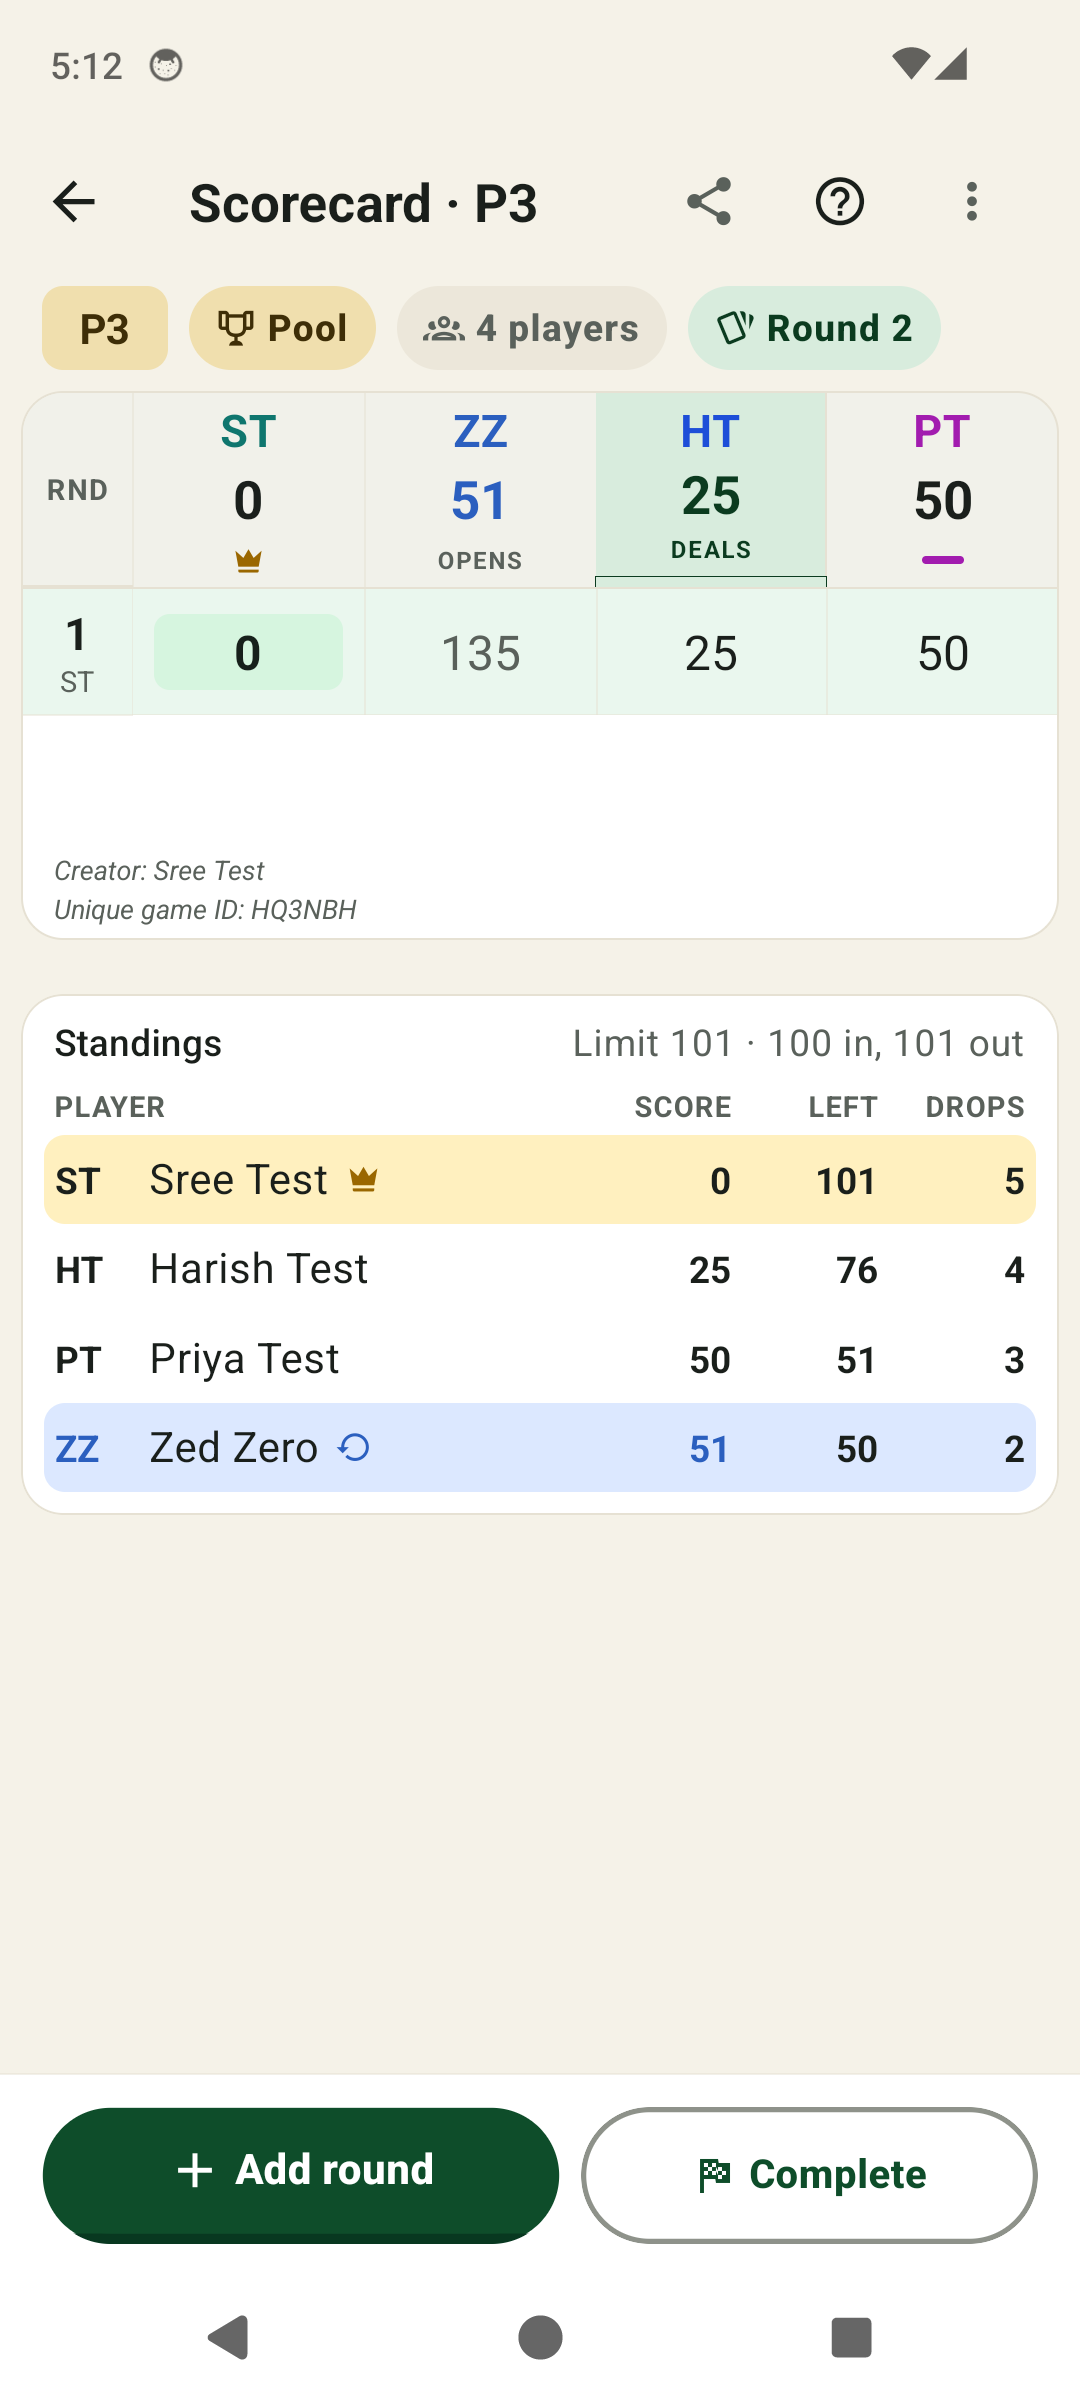 5:12
Scorecard · P3
P3 Pool 4 players Round 2
RND ST ZZ HT PT
0 51 25 50
OPENS DEALS
1 0 135 25 50
ST
Creator: Sree Test
Unique game ID: HQ3NBH
Standings Limit 101 · 100 in, 101 out
PLAYER SCORE LEFT DROPS
ST Sree Test 0 101 5
HT Harish Test 25 76 4
PT Priya Test 50 51 3
ZZ Zed Zero 51 50 2
+ Add round Complete